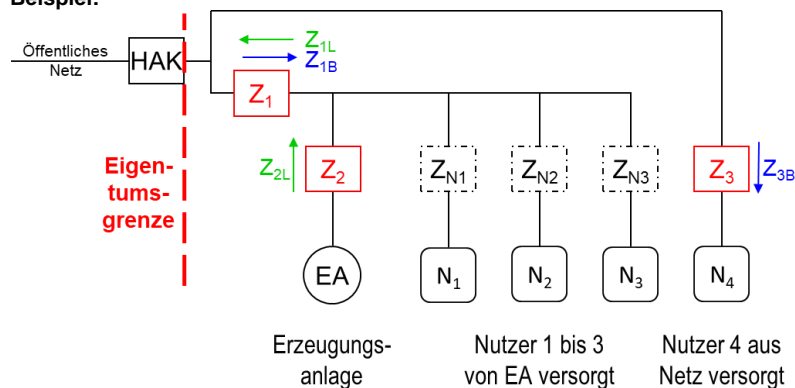 Beispiel:
Öffentliches
Netz
HAK
Z1L
Z1B
Z1
Eigen-
tums-
grenze
Z2L
Z2
ZN1
ZN2
ZN3
Z3
Z3B
EA
N1
N2
N3
N4
Erzeugungs-
anlage
Nutzer 1 bis 3
von EA versorgt
Nutzer 4 aus
Netz versorgt